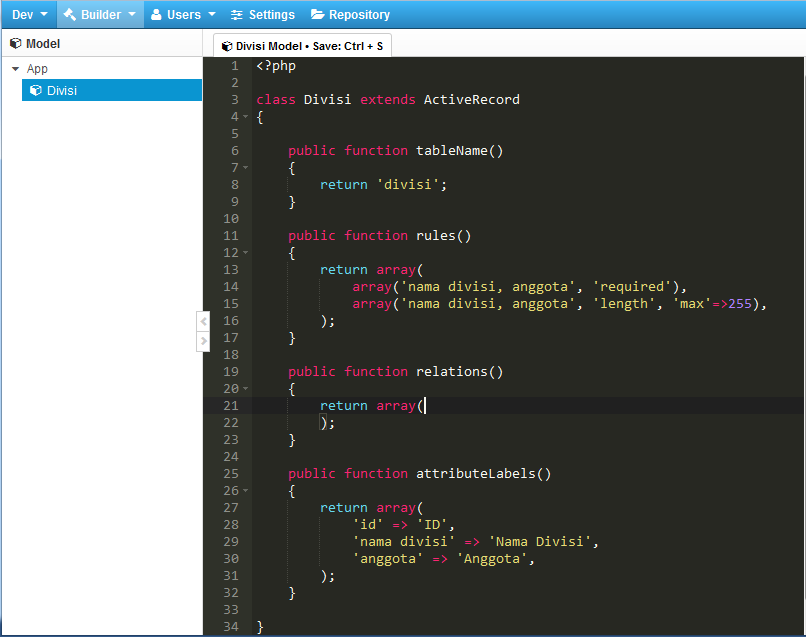 Dev Builder Users Settings Repository
Model
Divisi Model • Save: Ctrl + S
App
Divisi
1 <?php
2
3 class Divisi extends ActiveRecord
4 {
5
6     public function tableName()
7     {
8         return 'divisi';
9     }
10
11     public function rules()
12     {
13         return array(
14             array('nama divisi, anggota', 'required'),
15             array('nama divisi, anggota', 'length', 'max'=>255),
16         );
17     }
18
19     public function relations()
20     {
21         return array(
22         );
23     }
24
25     public function attributeLabels()
26     {
27         return array(
28             'id' => 'ID',
29             'nama divisi' => 'Nama Divisi',
30             'anggota' => 'Anggota',
31         );
32     }
33
34 }